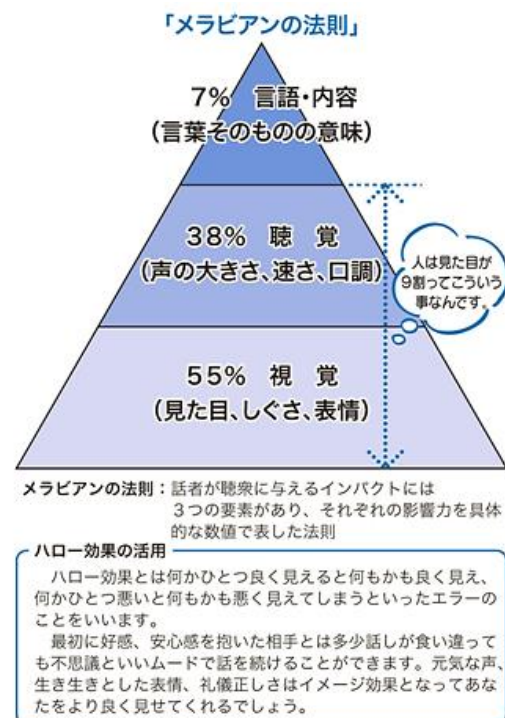 「メラビアンの法則」
7% 言語・内容
(言葉そのものの意味)
38% 聴 覚
(声の大きさ、速さ、口調)
人は見た目が
9割ってこういう
事なんです。
55% 視 覚
(見た目、しぐさ、表情)
メラビアンの法則：話者が聴衆に与えるインパクトには
３つの要素があり、それぞれの影響力を具体
的な数値で表した法則
ハロー効果の活用
ハロー効果とは何かひとつ良く見えると何もかも良く見え、
何かひとつ悪いと何もかも悪く見えてしまうといったエラーの
ことをいいます。
最初に好感、安心感を抱いた相手とは多少話しが食い違って
も不思議といいムードで話を続けることができます。元気な声、
生き生きとした表情、礼儀正しさはイメージ効果となってあな
たをより良く見せてくれるでしょう。